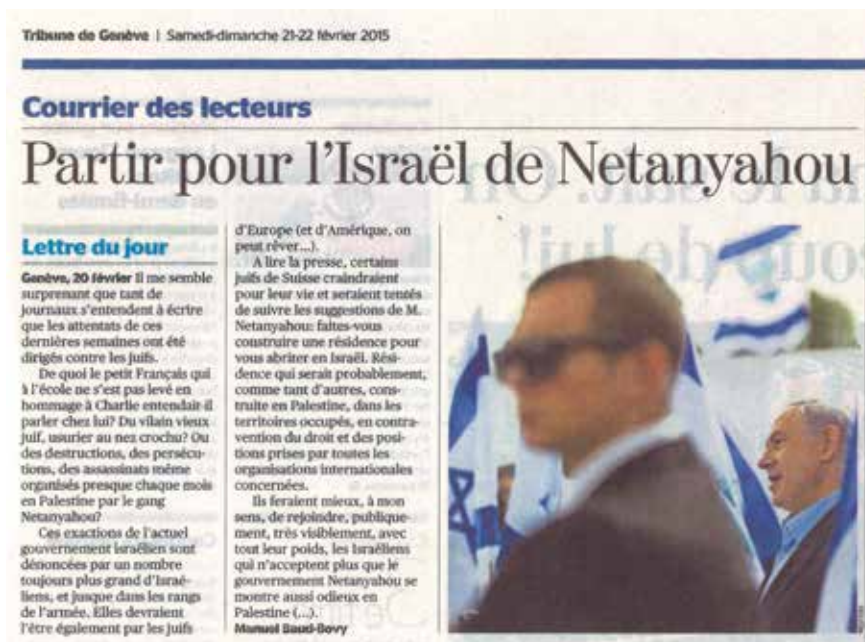 Tribune de Genève | Samedi-dimanche 21-22 février 2015
Courrier des lecteurs
Partir pour l'Israël de Netanyahou
Lettre du jour
Genève, 20 février Il me semble
surprenant que tant de
journaux s'entendent à écrire
que les attentats de ces
dernières semaines ont été
dirigés contre les juifs.
De quoi le petit Français qui
à l'école ne s'est pas levé en
hommage à Charlie entendait-il
parler chez lui? Du vilain vieux
juif, usurier au nez crochu? Ou
des destructions, des persécu-
tions, des assassinats même
organisés presque chaque mois
en Palestine par le gang
Netanyahou?
Ces exactions de l'actuel
gouvernement israélien sont
dénoncées par un nombre
toujours plus grand d'Israé-
liens, et jusque dans les rangs
de l'armée. Elles devraient
l'être également par les juifs
d'Europe (et d'Amérique, on
peut rêver...).
A lire la presse, certains
juifs de Suisse craindraient
pour leur vie et seraient tentés
de suivre les suggestions de M.
Netanyahou: faites-vous
construire une résidence pour
vous abriter en Israël. Rési-
dence qui serait probablement,
comme tant d'autres, cons-
truite en Palestine, dans les
territoires occupés, en contra-
vention du droit et des posi-
tions prises par toutes les
organisations internationales
concernées.
Ils feraient mieux, à mon
sens, de rejoindre, publique-
ment, très visiblement, avec
tout leur poids, les Israéliens
qui n'acceptent plus que le
gouvernement Netanyahou se
montre aussi odieux en
Palestine (...).
Manuel Baud-Bovy